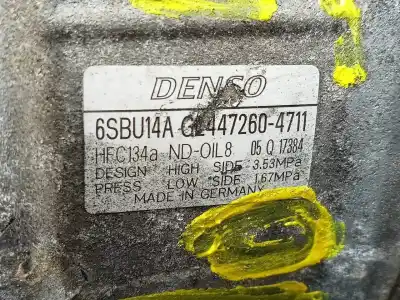 DENSO
6SBU14A GE447260-4711
HFC134a ND-OIL8 05 Q 17384
DESIGN HIGH SIDE 3.53MPa
PRESS LOW SIDE 1.67MPa
MADE IN GERMANY